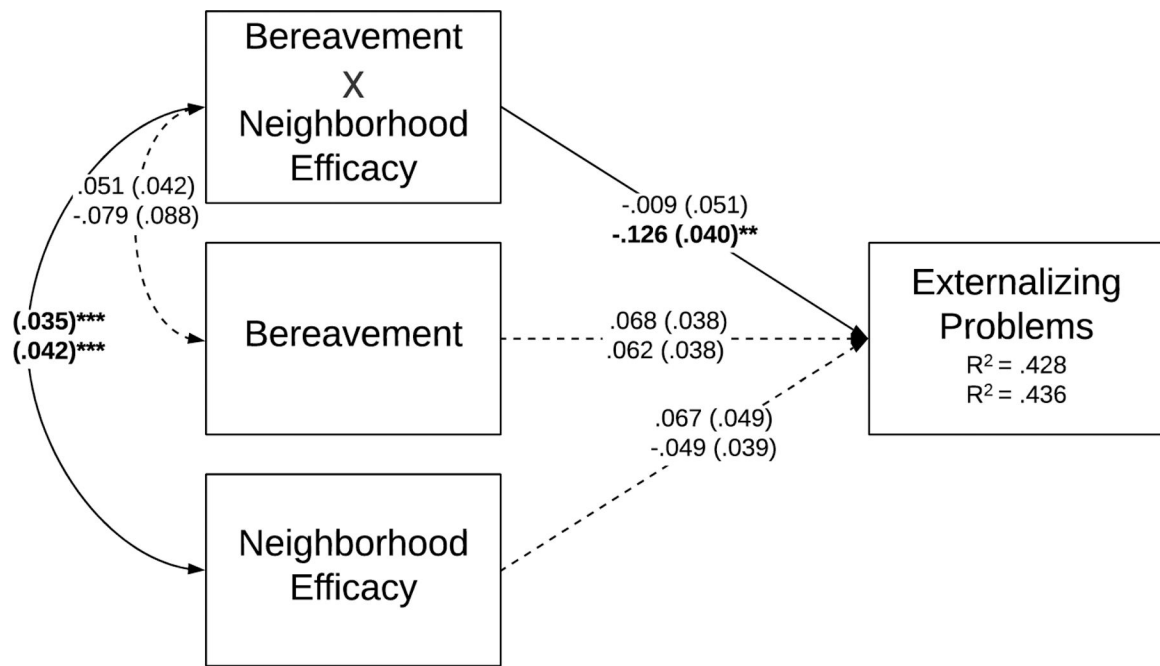 Bereavement
X
Neighborhood
Efficacy
.051 (.042)
-.079 (.088)
-.009 (.051)
-.126 (.040)**
Bereavement
(.035)***
(.042)***
.068 (.038)
.062 (.038)
Externalizing
Problems
R² = .428
R² = .436
.067 (.049)
-.049 (.039)
Neighborhood
Efficacy